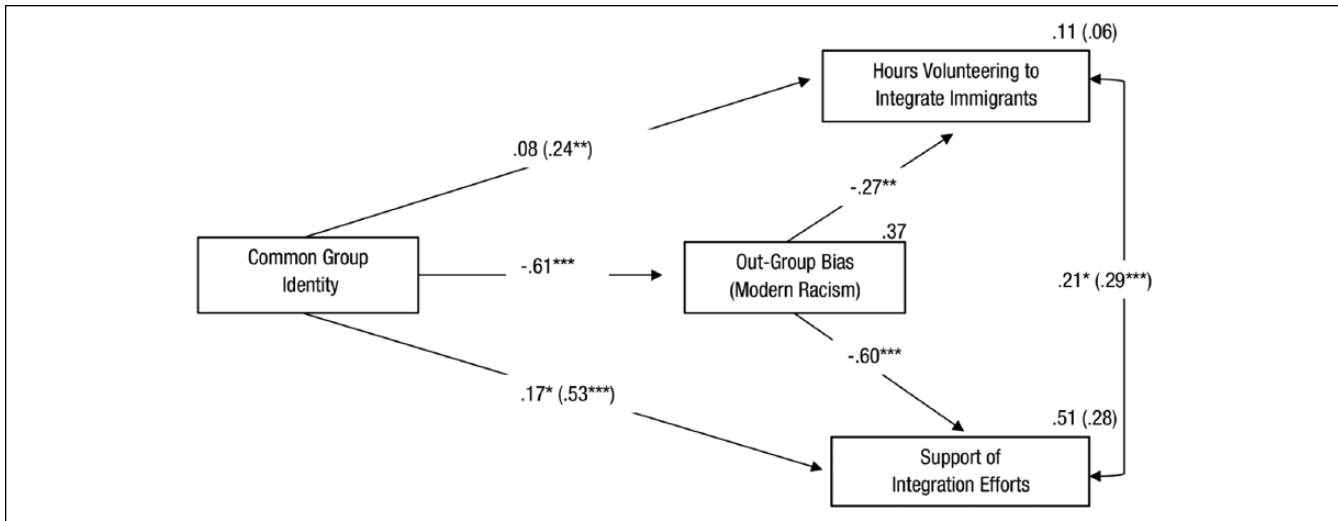 .11 (.06)
Hours Volunteering to
Integrate Immigrants
.08 (.24**)
-.27**
.37
Common Group
Identity
-.61***
Out-Group Bias
(Modern Racism)
.21* (.29***)
-.60***
.17* (.53***)
.51 (.28)
Support of
Integration Efforts